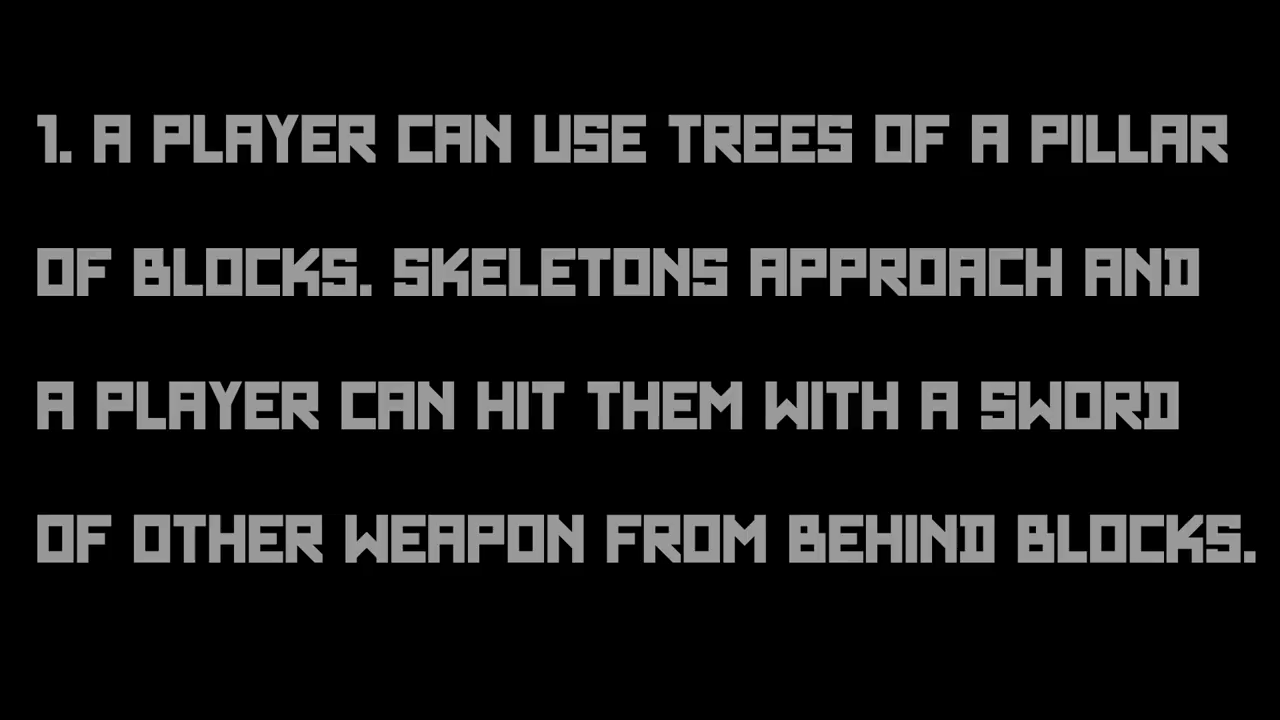 1. A PLAYER CAN USE TREES OF A PILLAR
OF BLOCKS. SKELETONS APPROACH AND
A PLAYER CAN HIT THEM WITH A SWORD
OF OTHER WEAPON FROM BEHIND BLOCKS.